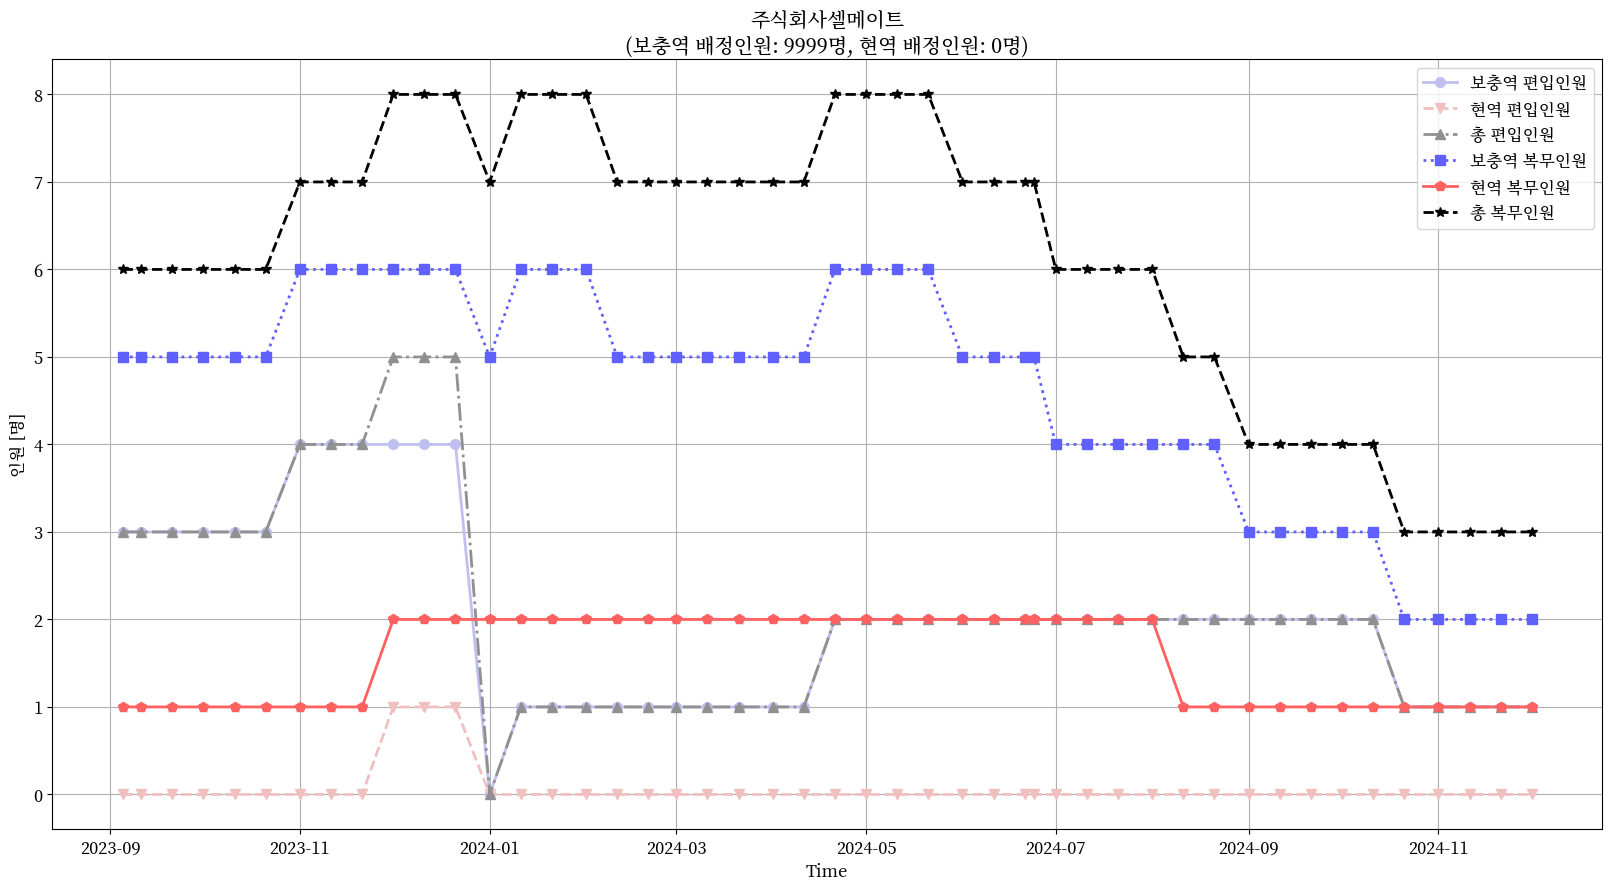 주식회사셀메이트
(보충역 배정인원: 9999명, 현역 배정인원: 0명)
보충역 편입인원
현역 편입인원
총 편입인원
보충역 복무인원
현역 복무인원
총 복무인원
인원 [명]
8
7
6
5
4
3
2
1
0
2023-09
2023-11
2024-01
2024-03
2024-05
2024-07
2024-09
2024-11
Time